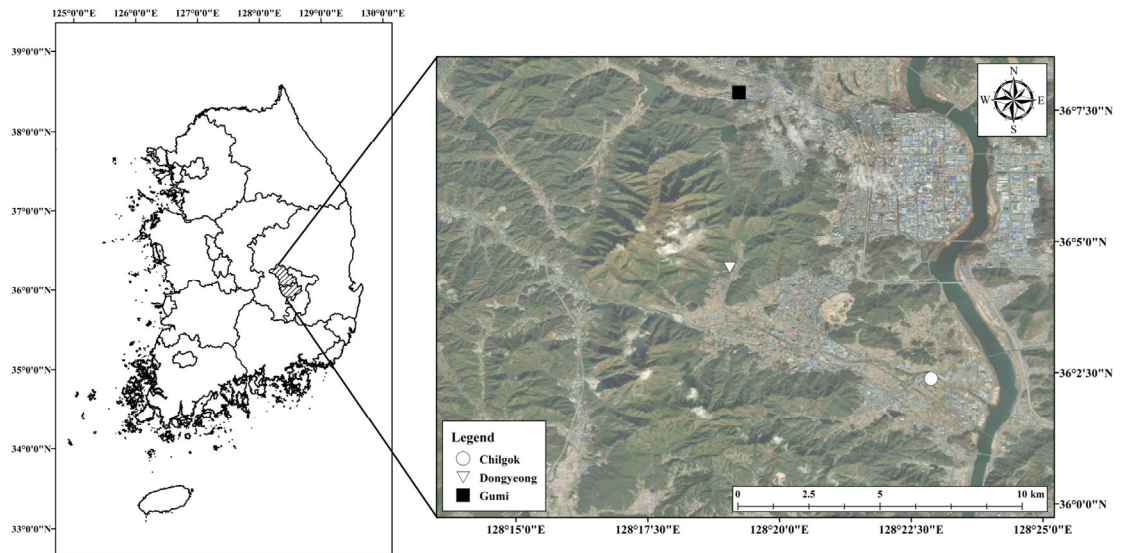 125°0'0"E 126°0'0"E 127°0'0"E 128°0'0"E 129°0'0"E 130°0'0"E
39°0'0"N
38°0'0"N
37°0'0"N
36°0'0"N
35°0'0"N
34°0'0"N
33°0'0"N
N
W E
S
36°7'30"N
36°5'0"N
36°2'30"N
36°0'0"N
Legend
Chilgok
Dongyeong
Gumi
0 2.5 5 10 km
128°15'0"E 128°17'30"E 128°20'0"E 128°22'30"E 128°25'0"E